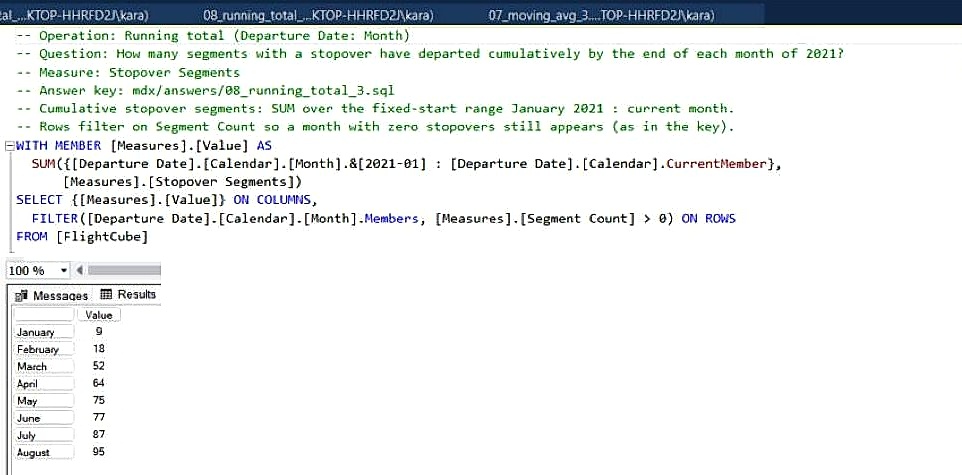 al_...KTOP-HHRFD2J\kara) 08_running_total_...KTOP-HHRFD2J\kara) 07_moving_avg_3....TOP-HHRFD2J\kara)
-- Operation: Running total (Departure Date: Month)
-- Question: How many segments with a stopover have departed cumulatively by the end of each month of 2021?
-- Measure: Stopover Segments
-- Answer key: mdx/answers/08_running_total_3.sql
-- Cumulative stopover segments: SUM over the fixed-start range January 2021 : current month.
-- Rows filter on Segment Count so a month with zero stopovers still appears (as in the key).
WITH MEMBER [Measures].[Value] AS
SUM({[Departure Date].[Calendar].[Month].&[2021-01] : [Departure Date].[Calendar].CurrentMember},
[Measures].[Stopover Segments])
SELECT {[Measures].[Value]} ON COLUMNS,
FILTER([Departure Date].[Calendar].[Month].Members, [Measures].[Segment Count] > 0) ON ROWS
FROM [FlightCube]
100 %
Messages Results
Value
January 9
February 18
March 52
April 64
May 75
June 77
July 87
August 95